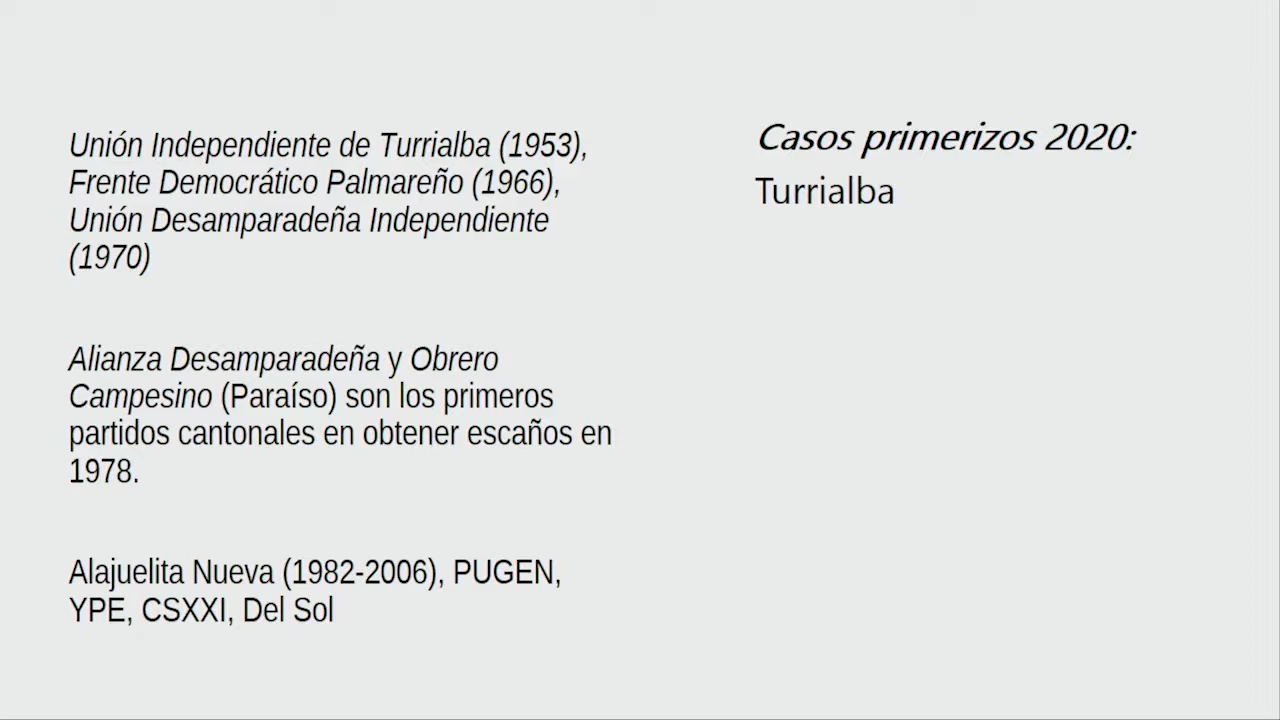 Unión Independiente de Turrialba (1953),
Frente Democrático Palmareño (1966),
Unión Desamparadeña Independiente
(1970)
Alianza Desamparadeña y Obrero
Campesino (Paraíso) son los primeros
partidos cantonales en obtener escaños en
1978.
Alajuelita Nueva (1982-2006), PUGEN,
YPE, CSXXI, Del Sol
Casos primerizos 2020:
Turrialba